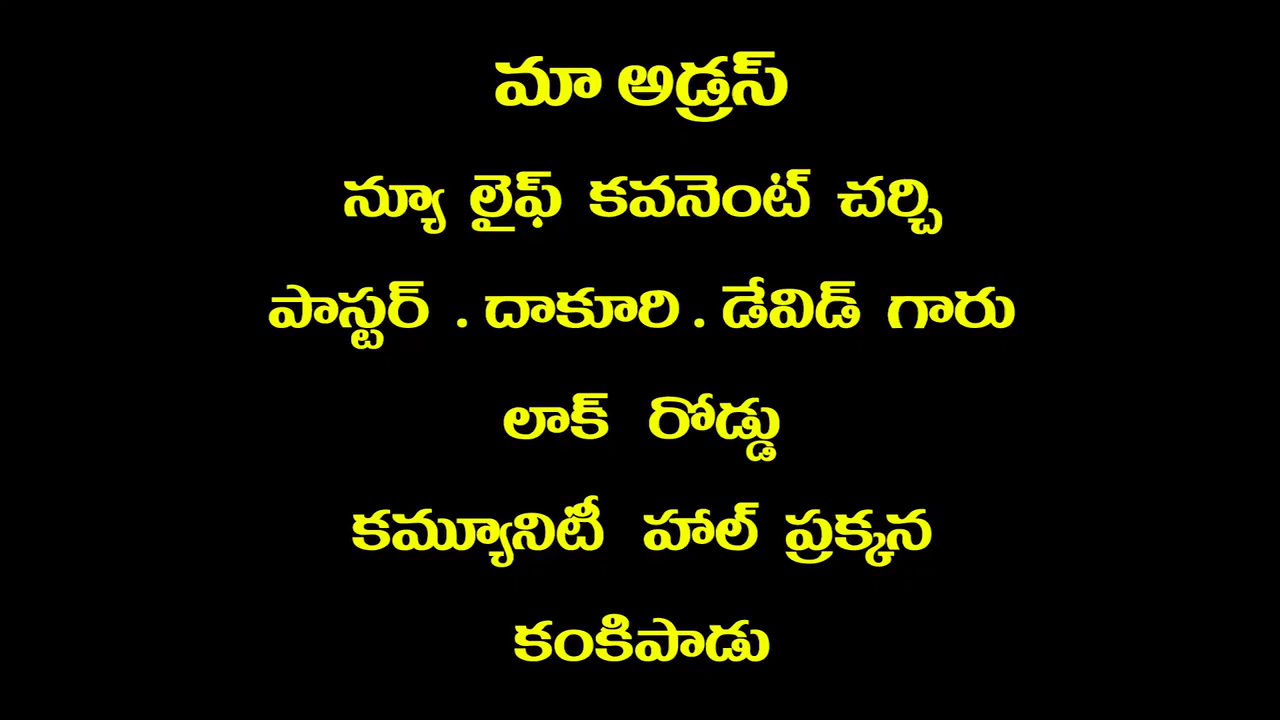 మా అడ్రస్
న్యూ లైఫ్ కవనెంట్ చర్చి
పాస్టర్ . దాకూరి . డేవిడ్ గారు
లాక్ రోడ్డు
కమ్యూనిటీ హాల్ ప్రక్కన
కంకిపాడు